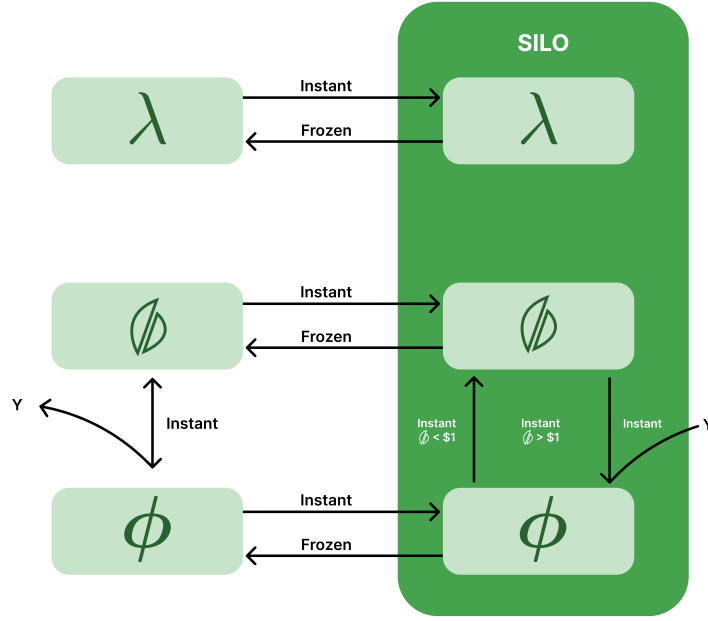 SILO
Instant
λ
λ
Frozen
Instant
Frozen
Y
Instant
Instant
< $1
Instant
> $1
Instant
Y
Instant
ϕ
ϕ
Frozen